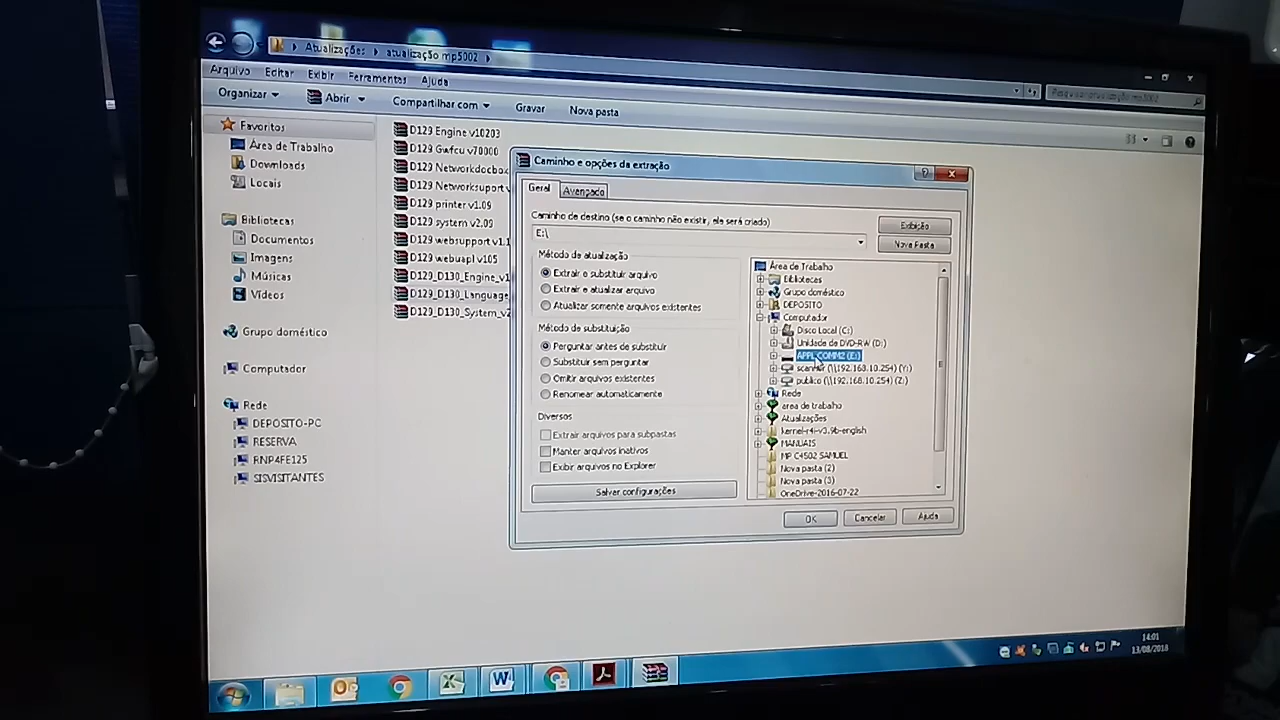 Atualizações
atualização mp5002
Arquivo Editar Exibir Ferramentas Ajuda
Organizar
Abrir
Compartilhar com
Gravar
Nova pasta
Favoritos
Área de Trabalho
Downloads
Locais
Bibliotecas
Documentos
Imagens
Músicas
Vídeos
Grupo doméstico
Computador
Rede
DEPOSITO-PC
RESERVA
RNP4FE125
SISVISITANTES
D129 Engine v10203
D129 Gwfcu v70000
D129 Networkdocbox
D129 Networksuport v
D129 printer v1.09
D129 system v2.09
D129 websupport v1.1
D129 webuapl v105
D129_D130_Engine_v1
D129_D130_Language_
D129_D130_System_v2
Caminho e opções da extração
Geral
Avançado
Caminho de destino (se o caminho não existir, ele será criado)
E:\
Exibição
Nova Pasta
Método de atualização
Extrair e substituir arquivo
Extrair e atualizar arquivo
Atualizar somente arquivos existentes
Método de substituição
Perguntar antes de substituir
Substituir sem perguntar
Omitir arquivos existentes
Renomear automaticamente
Diversos
Extrair arquivos para subpastas
Manter arquivos inativos
Exibir arquivos no Explorer
Salvar configurações
Área de Trabalho
Bibliotecas
Grupo doméstico
DEPOSITO
Computador
Disco Local (C:)
Unidade de DVD-RW (D:)
APPL COMM2 (E:)
scanner (\\192.168.10.254) (Y:)
publico (\\192.168.10.254) (Z:)
Rede
area de trabalho
Atualizações
kernel-r4i-v3.9b-english
MANUAIS
MP C4502 SAMUEL
Nova pasta (2)
Nova pasta (3)
OneDrive-2016-07-22
OK
Cancelar
Ajuda
14:01
13/08/2018